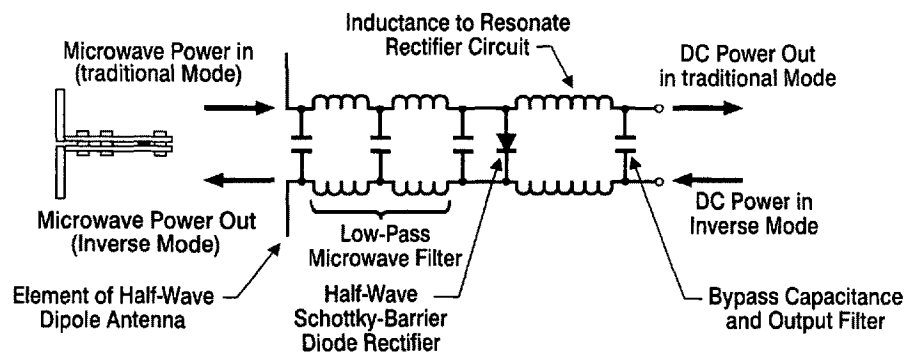 Inductance to Resonate
Rectifier Circuit
Microwave Power in
(traditional Mode)
DC Power Out
in traditional Mode
Microwave Power Out
(Inverse Mode)
DC Power in
Inverse Mode
Low-Pass
Microwave Filter
Element of Half-Wave
Dipole Antenna
Half-Wave
Schottky-Barrier
Diode Rectifier
Bypass Capacitance
and Output Filter